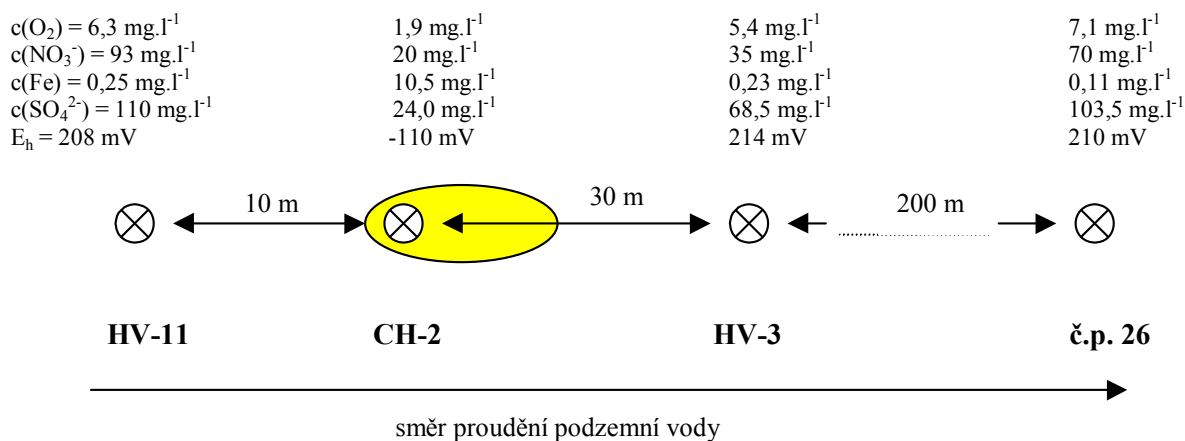 c(O₂) = 6,3 mg.l⁻¹ 1,9 mg.l⁻¹ 5,4 mg.l⁻¹ 7,1 mg.l⁻¹
c(NO₃⁻) = 93 mg.l⁻¹ 20 mg.l⁻¹ 35 mg.l⁻¹ 70 mg.l⁻¹
c(Fe) = 0,25 mg.l⁻¹ 10,5 mg.l⁻¹ 0,23 mg.l⁻¹ 0,11 mg.l⁻¹
c(SO₄²⁻) = 110 mg.l⁻¹ 24,0 mg.l⁻¹ 68,5 mg.l⁻¹ 103,5 mg.l⁻¹
Eₕ = 208 mV -110 mV 214 mV 210 mV
10 m 30 m 200 m
HV-11 CH-2 HV-3 č.p. 26
směr proudění podzemní vody